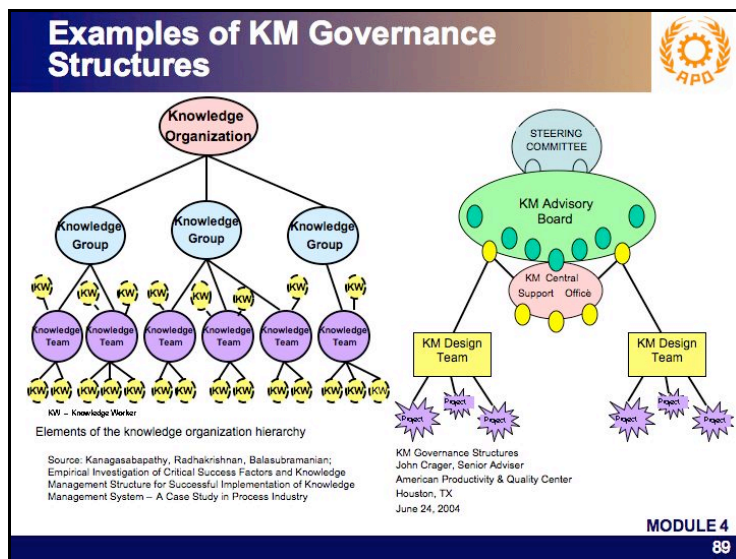 Examples of KM Governance
Structures
APO
Knowledge
Organization
Knowledge
Group
Knowledge
Group
Knowledge
Group
KW
KW
KW
KW
KW
KW
KW
KW
Knowledge
Team
Knowledge
Team
Knowledge
Team
Knowledge
Team
Knowledge
Team
Knowledge
Team
KW
KW
KW
KW
KW
KW
KW
KW
KW
KW
KW
KW
KW
KW
KW – Knowledge Worker
Elements of the knowledge organization hierarchy
Source: Kanagasabapathy, Radhakrishnan, Balasubramanian;
Empirical Investigation of Critical Success Factors and Knowledge
Management Structure for Successful Implementation of Knowledge
Management System – A Case Study in Process Industry
STEERING
COMMITTEE
KM Advisory
Board
KM Central
Support Office
KM Design
Team
KM Design
Team
Project
Project
Project
Project
Project
Project
KM Governance Structures
John Crager, Senior Adviser
American Productivity & Quality Center
Houston, TX
June 24, 2004
MODULE 4
89